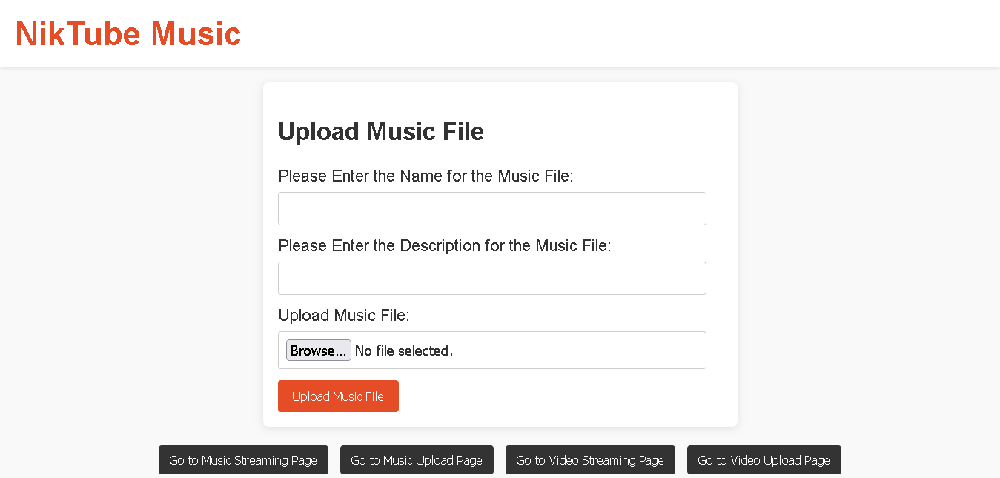 NikTube Music
Upload Music File
Please Enter the Name for the Music File:
Please Enter the Description for the Music File:
Upload Music File:
Browse... No file selected.
Upload Music File
Go to Music Streaming Page Go to Music Upload Page Go to Video Streaming Page Go to Video Upload Page